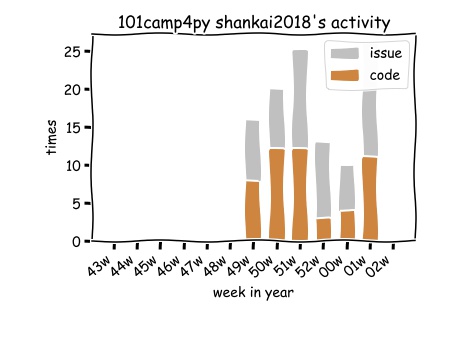 101camp4py shankai2018's activity
issue
code
25
20
15
10
5
0
times
43w 44w 45w 46w 47w 48w 49w 50w 51w 52w 00w 01w 02w
week in year